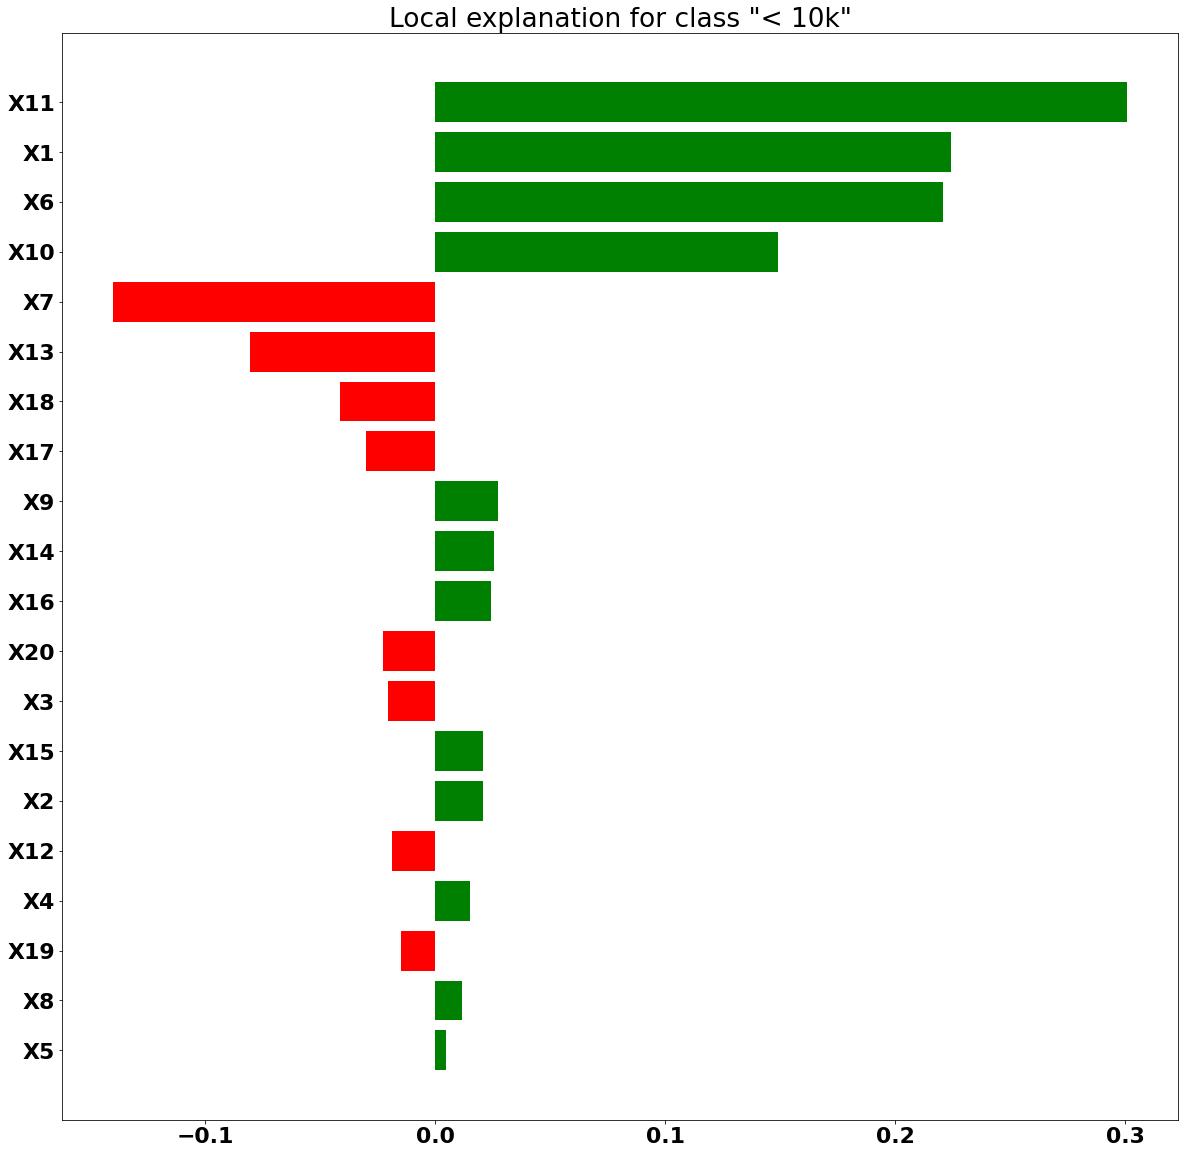 Local explanation for class "< 10k"
X11
X1
X6
X10
X7
X13
X18
X17
X9
X14
X16
X20
X3
X15
X2
X12
X4
X19
X8
X5
−0.1 0.0 0.1 0.2 0.3